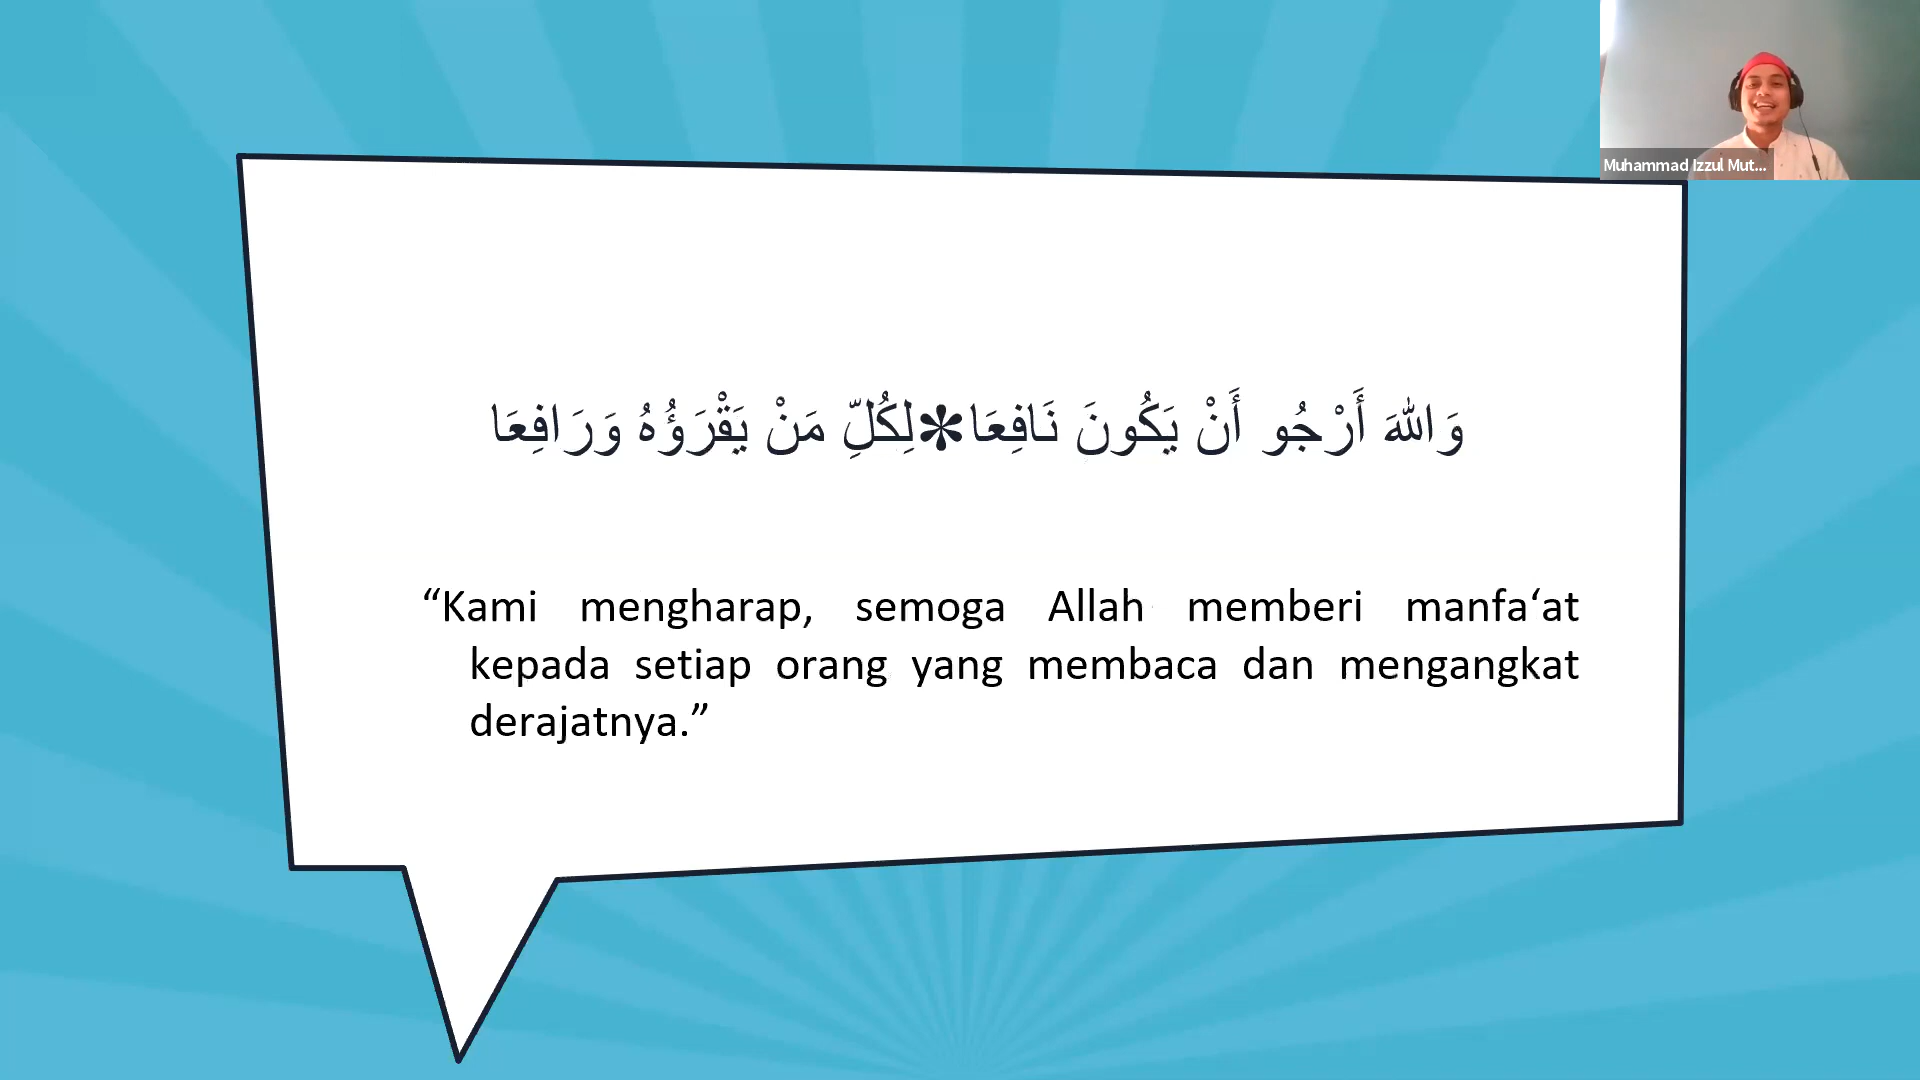 Muhammad Izzul Mut...
وَاللهَ أَرْجُو أَنْ يَكُونَ نَافِعَا*لِكُلِّ مَنْ يَقْرَؤُهُ وَرَافِعَا
“Kami mengharap, semoga Allah memberi manfa‘at
kepada setiap orang yang membaca dan mengangkat
derajatnya.”